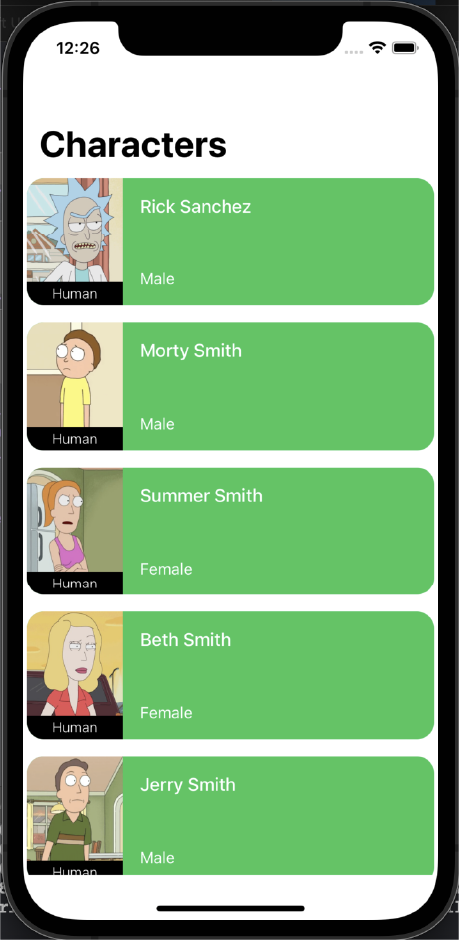 12:26
Characters
Rick Sanchez
Male
Human
Morty Smith
Male
Human
Summer Smith
Female
Human
Beth Smith
Female
Human
Jerry Smith
Male
Human